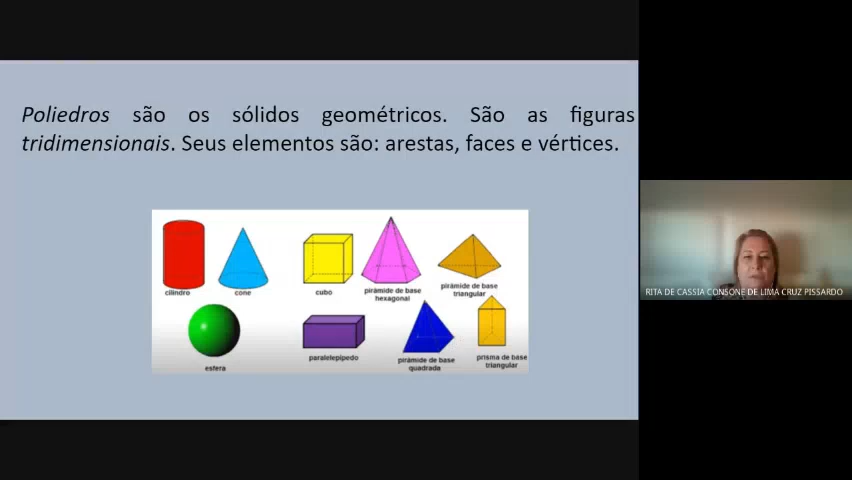 Poliedros são os sólidos geométricos. São as figuras
tridimensionais. Seus elementos são: arestas, faces e vértices.
cilindro
cone
cubo
pirâmide de base
hexagonal
pirâmide de base
triangular
esfera
paralelepípedo
pirâmide de base
quadrada
prisma de base
triangular
RITA DE CASSIA CONSONE DE LIMA CRUZ PISSARDO